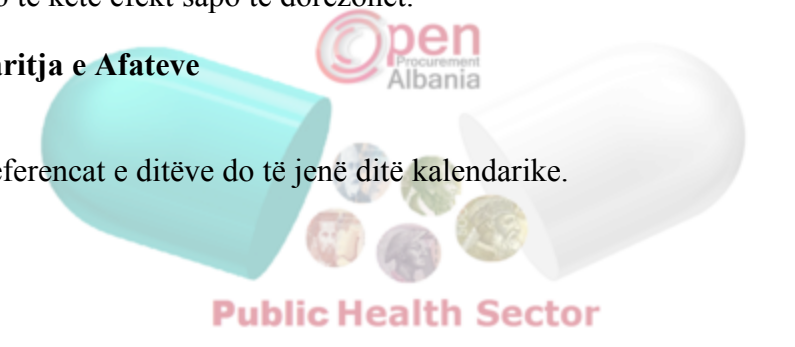 të ketë efekt sapo të dorëzohet.
Open
Procurement
Albania
aritja e Afateve
eferencat e ditëve do të jenë ditë kalendarike.
Public Health Sector